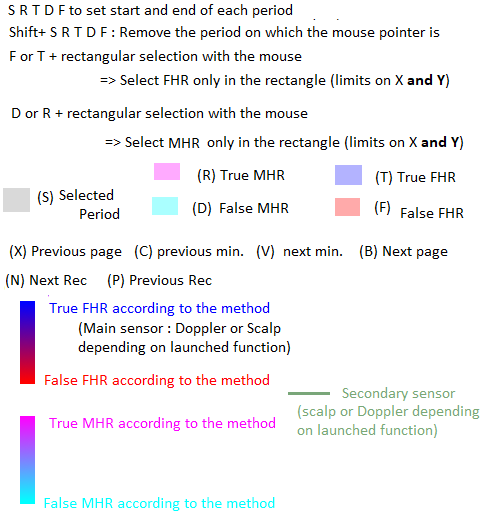 S R T D F to set start and end of each period
Shift+ S R T D F : Remove the period on which the mouse pointer is
F or T + rectangular selection with the mouse
=> Select FHR only in the rectangle (limits on X and Y)
D or R + rectangular selection with the mouse
=> Select MHR only in the rectangle (limits on X and Y)
(R) True MHR
(T) True FHR
(S) Selected
Period
(D) False MHR
(F) False FHR
(X) Previous page (C) previous min. (V) next min. (B) Next page
(N) Next Rec (P) Previous Rec
True FHR according to the method
(Main sensor : Doppler or Scalp
depending on launched function)
False FHR according to the method
Secondary sensor
(scalp or Doppler depending
on launched function)
True MHR according to the method
False MHR according to the method